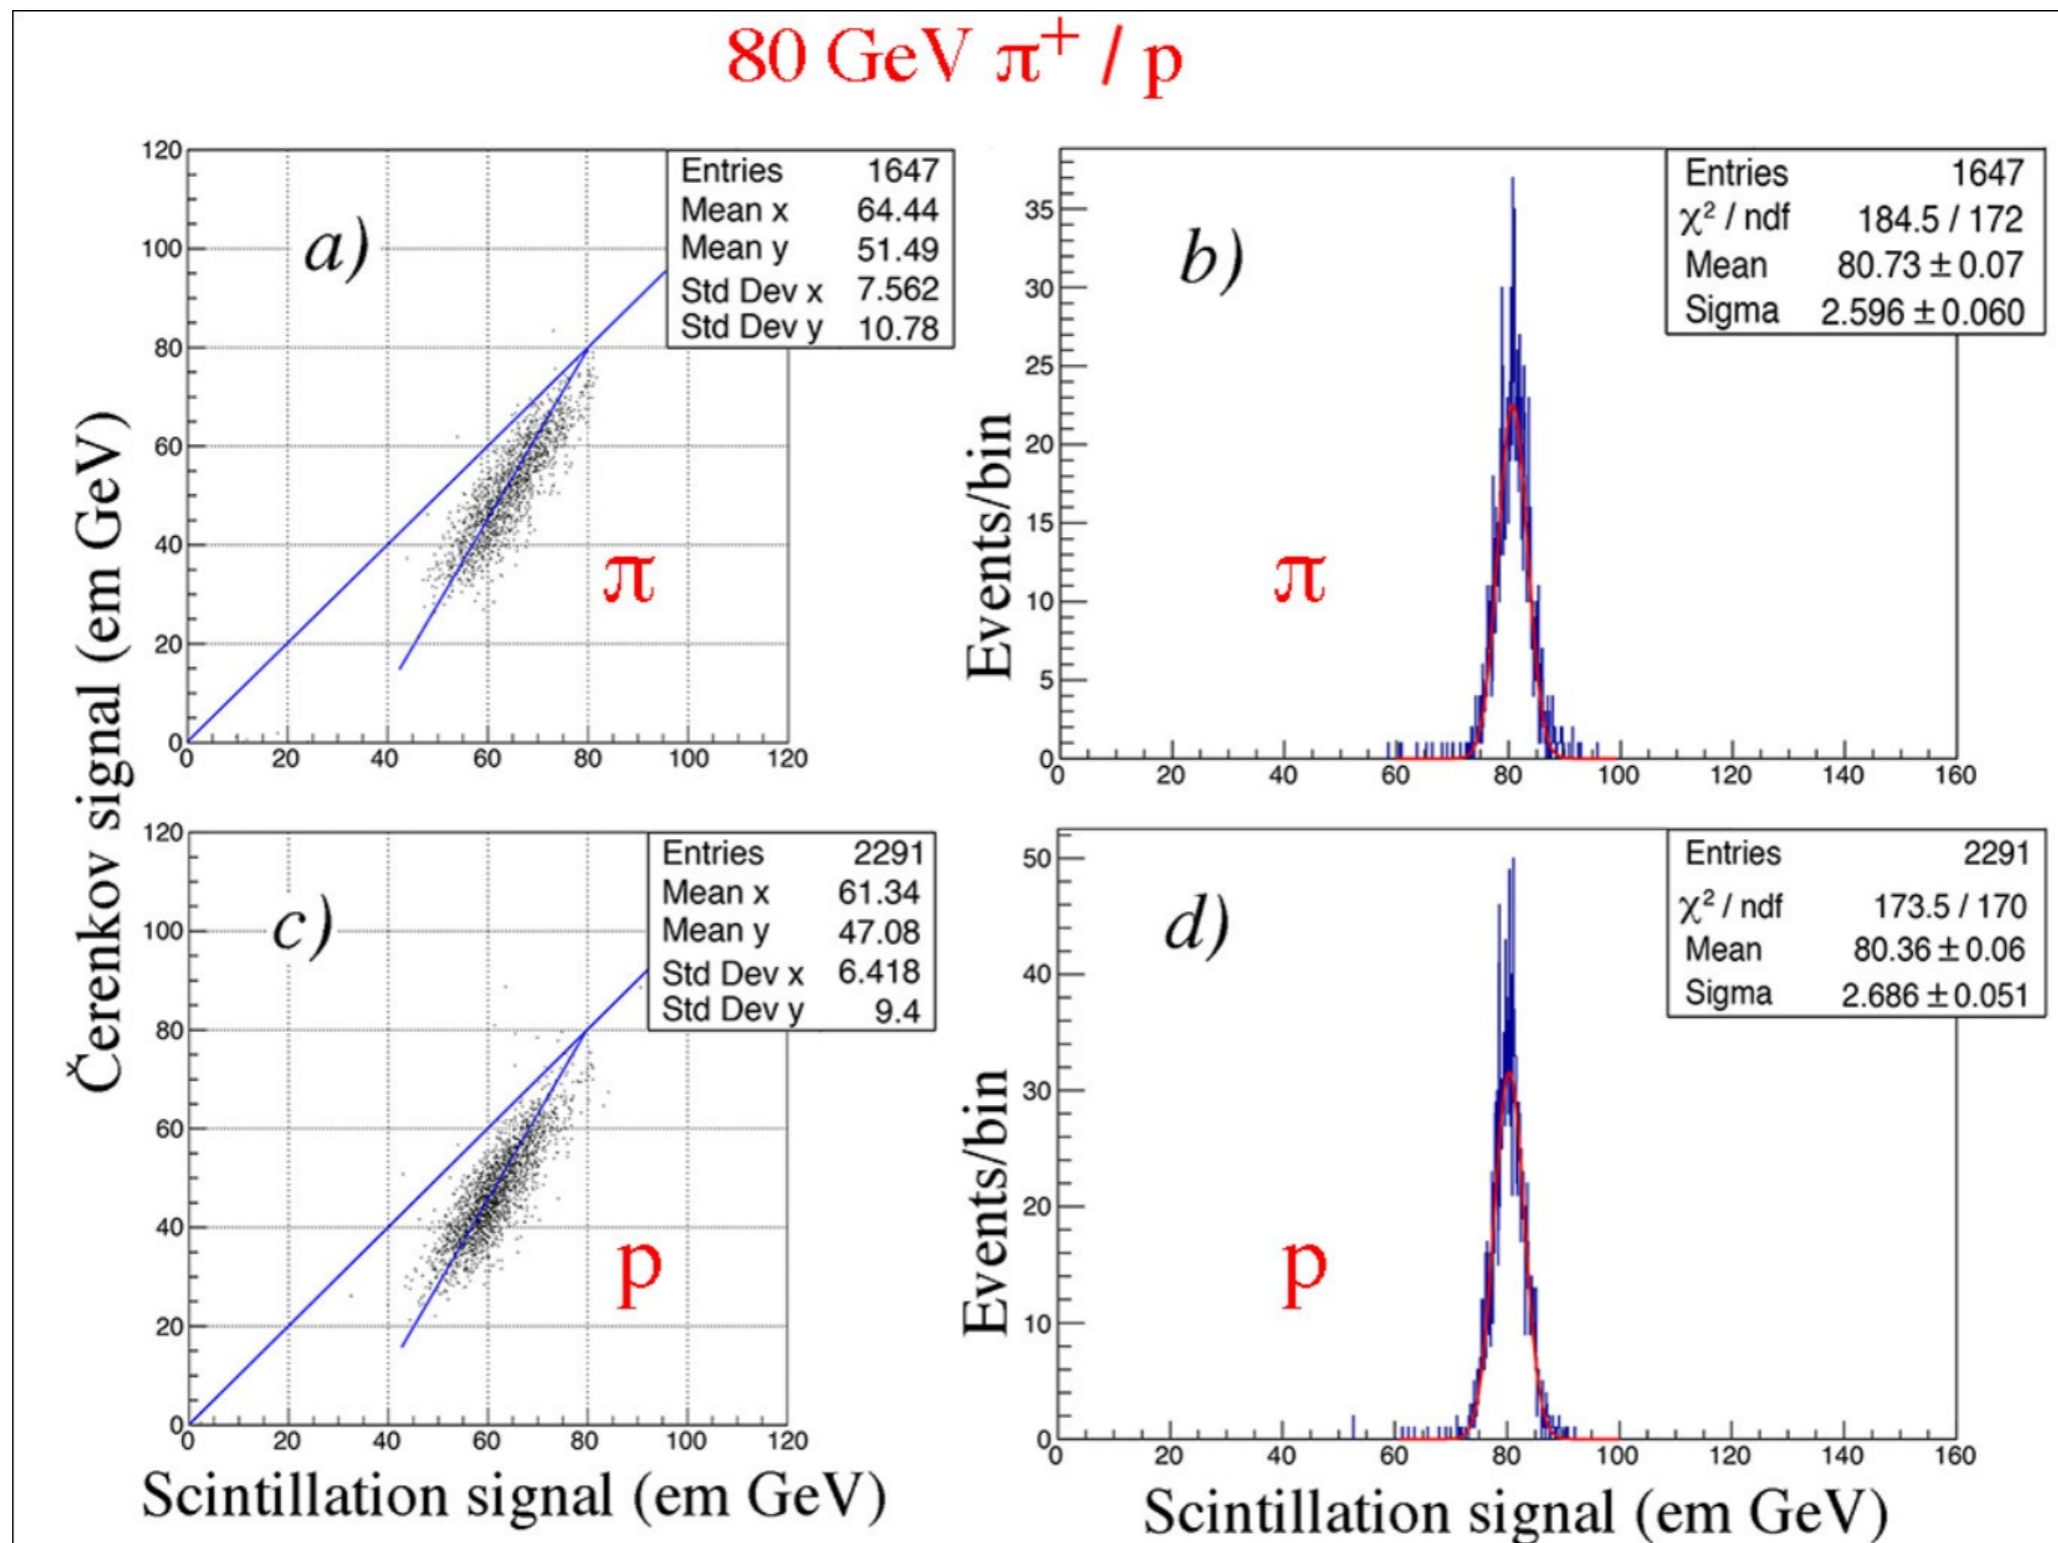 80 GeV π⁺ / p
Čerenkov signal (em GeV)
a)
Entries 1647
Mean x 64.44
Mean y 51.49
Std Dev x 7.562
Std Dev y 10.78
π
120
100
80
60
40
20
0
0 20 40 60 80 100 120
b)
Entries 1647
χ² / ndf 184.5 / 172
Mean 80.73 ± 0.07
Sigma 2.596 ± 0.060
π
Events/bin
35
30
25
20
15
10
5
0
0 20 40 60 80 100 120 140 160
c)
Entries 2291
Mean x 61.34
Mean y 47.08
Std Dev x 6.418
Std Dev y 9.4
p
120
100
80
60
40
20
0
0 20 40 60 80 100 120
Scintillation signal (em GeV)
d)
Entries 2291
χ² / ndf 173.5 / 170
Mean 80.36 ± 0.06
Sigma 2.686 ± 0.051
p
Events/bin
50
40
30
20
10
0
0 20 40 60 80 100 120 140 160
Scintillation signal (em GeV)